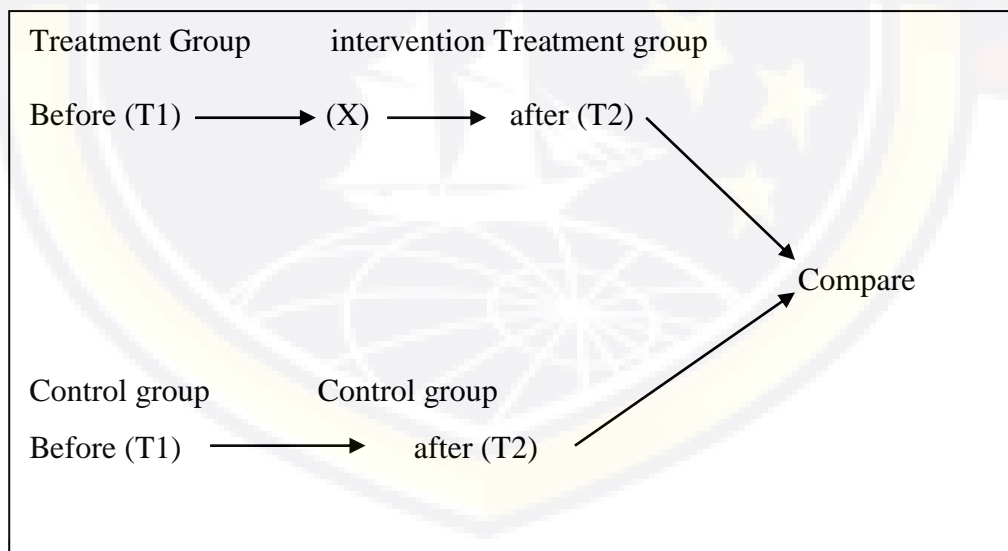 Treatment Group intervention Treatment group
Before (T1) (X) after (T2)
Compare
Control group Control group
Before (T1) after (T2)